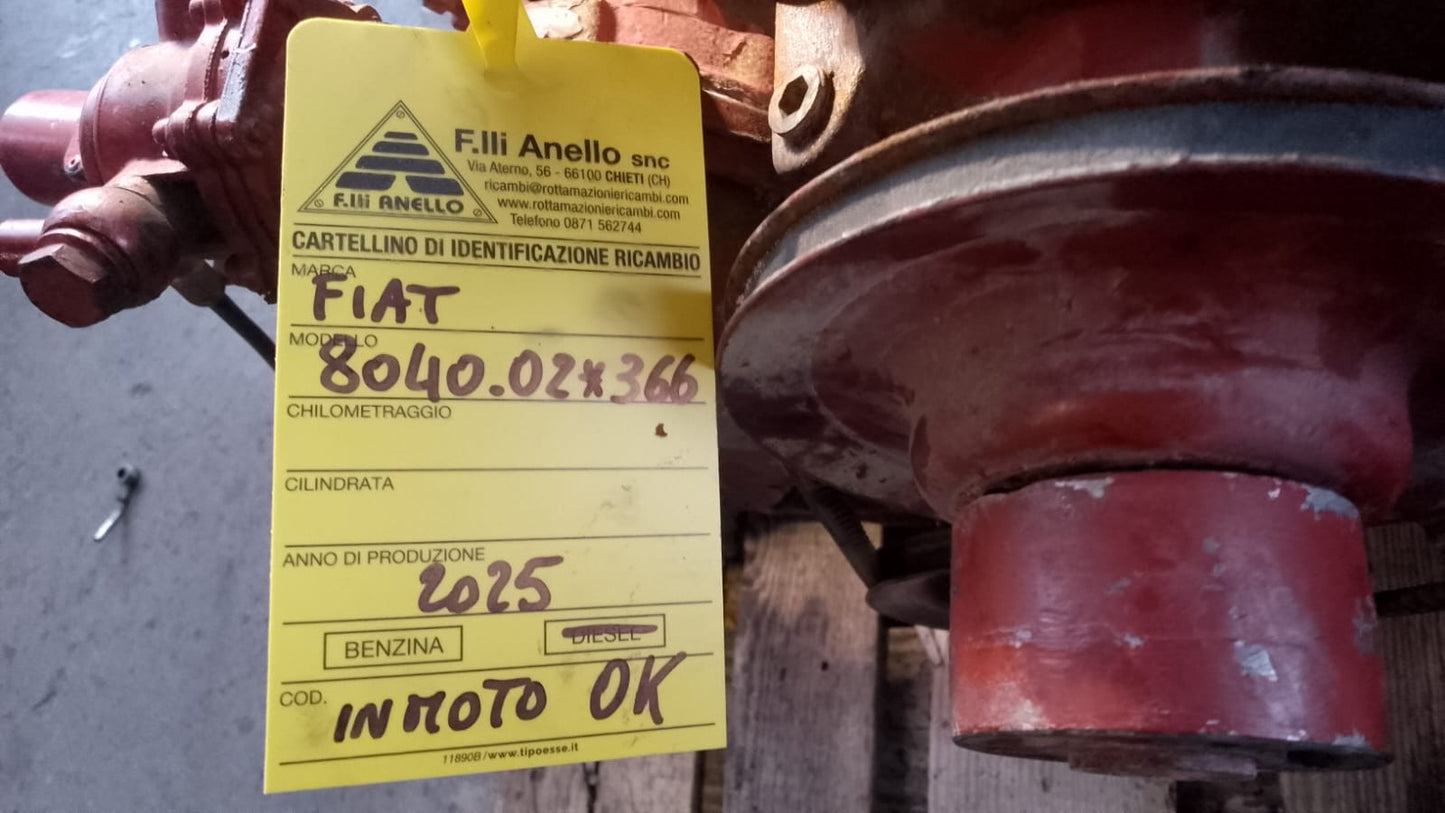 F.lli Anello snc
Via Aterno, 56 - 66100 CHIETI (CH)
ricambi@rottamazioniericambi.com
www.rottamazioniericambi.com
Telefono 0871 562744
F.lli ANELLO
CARTELLINO DI IDENTIFICAZIONE RICAMBIO
MARCA
FIAT
MODELLO
8040.02*366
CHILOMETRAGGIO
CILINDRATA
ANNO DI PRODUZIONE
2025
BENZINA DIESEL
COD. IN MOTO OK
11890B/www.tipoesse.it